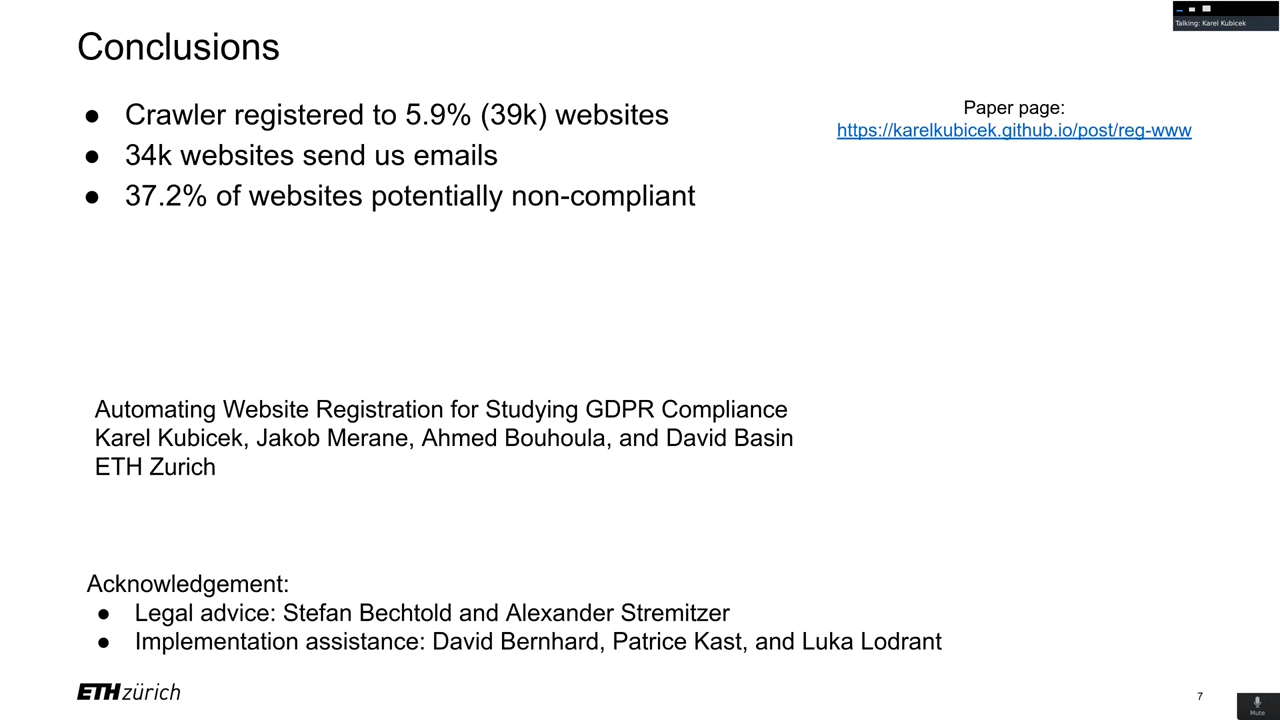 Conclusions
Talking: Karel Kubicek
● Crawler registered to 5.9% (39k) websites
● 34k websites send us emails
● 37.2% of websites potentially non-compliant
Paper page:
https://karelkubicek.github.io/post/reg-www
Automating Website Registration for Studying GDPR Compliance
Karel Kubicek, Jakob Merane, Ahmed Bouhoula, and David Basin
ETH Zurich
Acknowledgement:
● Legal advice: Stefan Bechtold and Alexander Stremitzer
● Implementation assistance: David Bernhard, Patrice Kast, and Luka Lodrant
ETH zürich
7
Mute